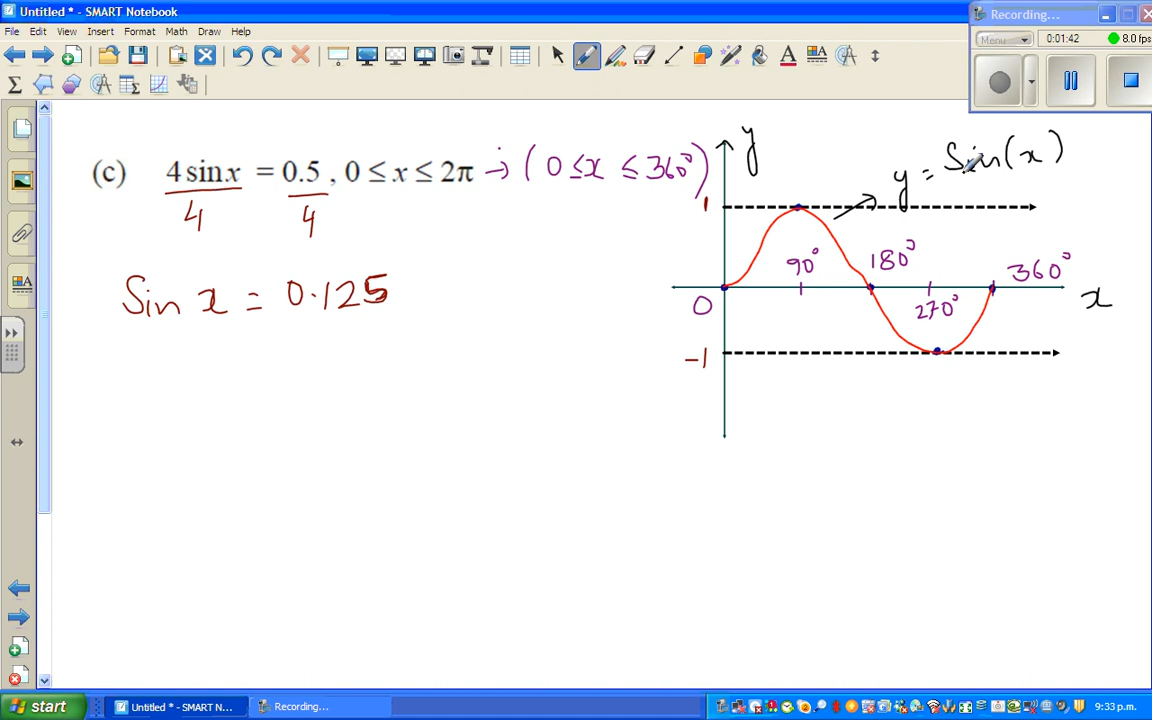 Untitled * - SMART Notebook
File Edit View Insert Format Math Draw Help
Recording...
Menu
0:01:42
8.0 fps
(c) 4 sin x = 0.5 , 0 ≤ x ≤ 2π → (0 ≤ x ≤ 360°)
4 4
Sin x = 0.125
y
y = Sin(x)
1
90°
180°
360°
0
270°
x
-1
start
Untitled * - SMART N...
Recording...
9:33 p.m.